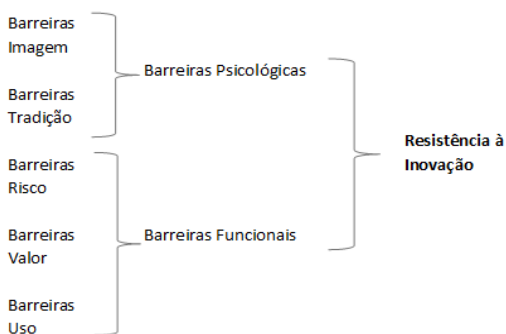 Barreiras
Imagem
Barreiras Psicológicas
Barreiras
Tradição
Resistência à
Inovação
Barreiras
Risco
Barreiras
Valor
Barreiras Funcionais
Barreiras
Uso